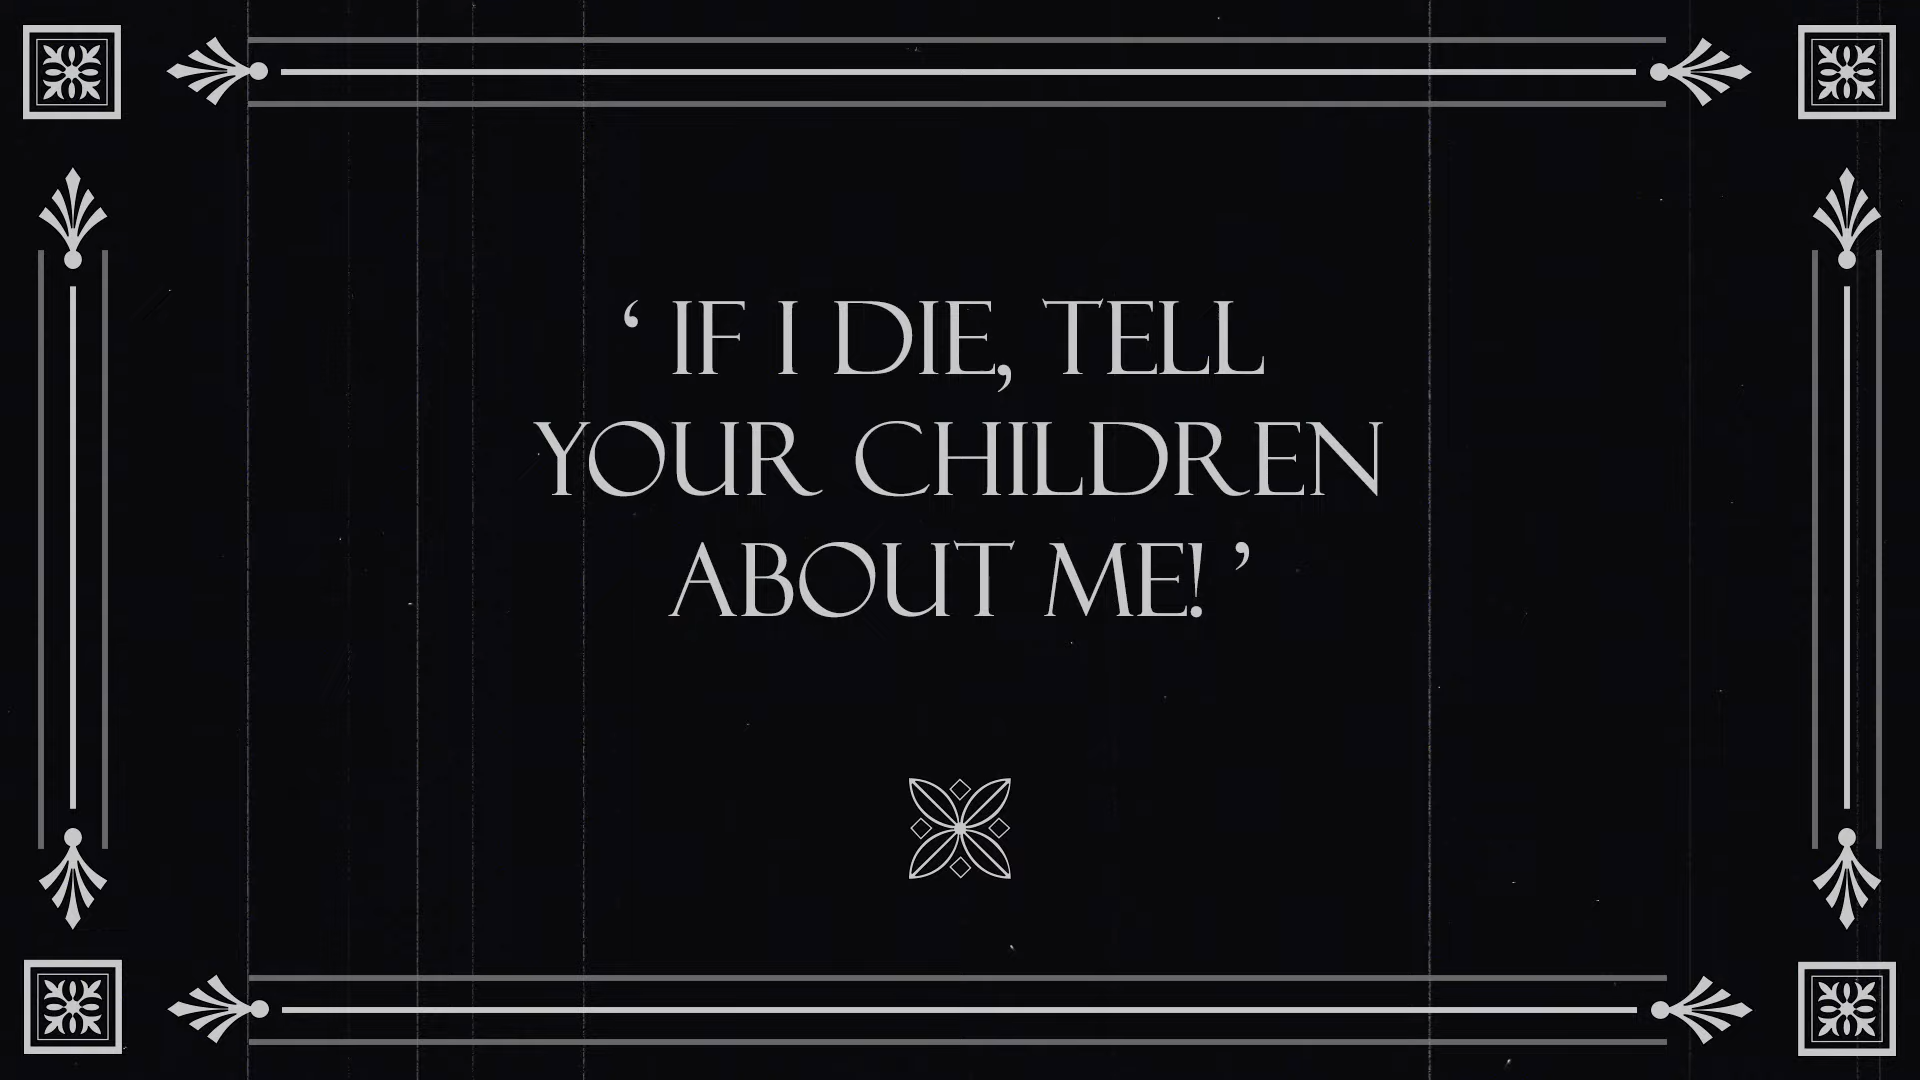 ‘ IF I DIE, TELL
YOUR CHILDREN
ABOUT ME! ’